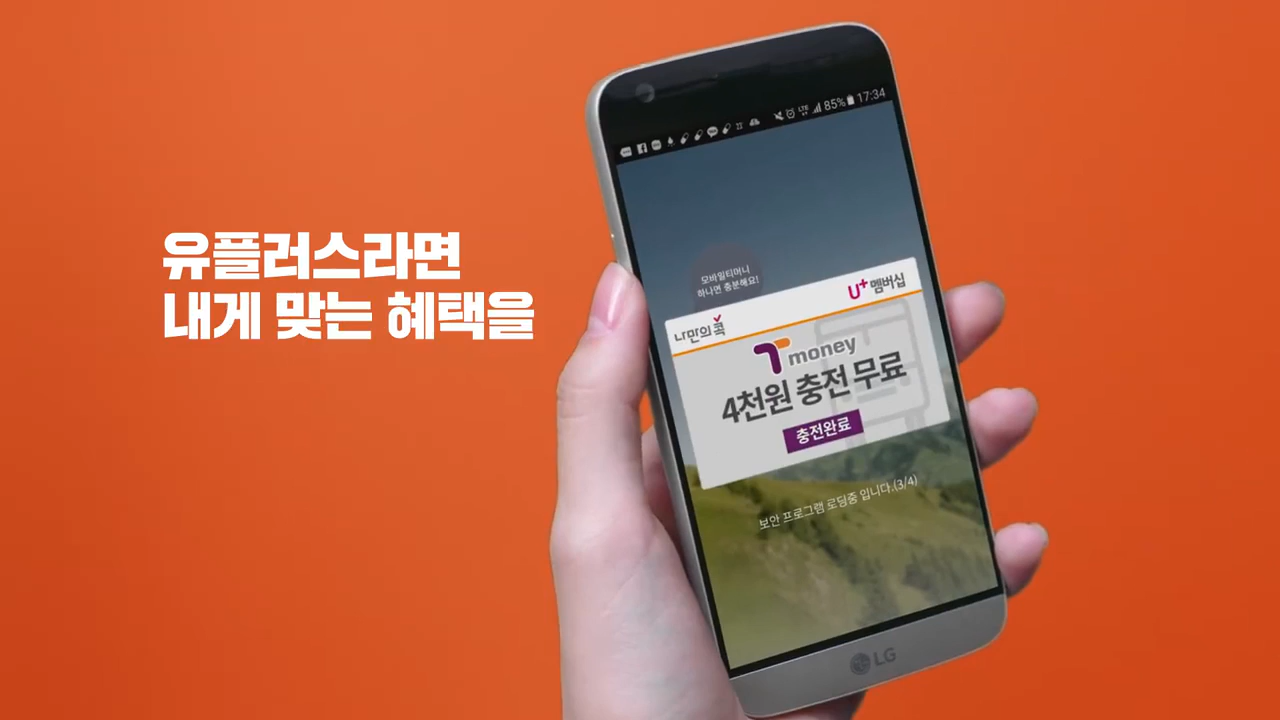 유플러스라면
내게 맞는 혜택을
LTE 85% 17:34
모바일티머니
하나면 충분해요!
나만의콕 U+ 멤버십
T money
4천원 충전 무료
충전완료
보안 프로그램 로딩중 입니다.(3/4)
LG